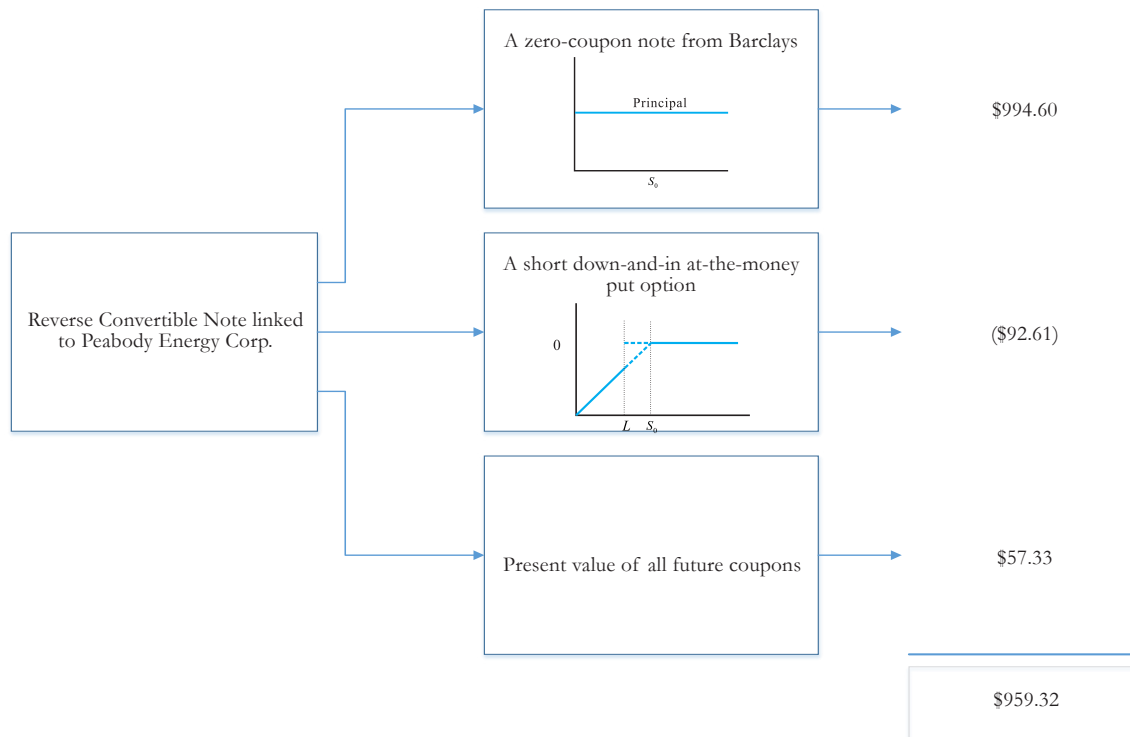 A zero-coupon note from Barclays
Principal
S₀
$994.60
Reverse Convertible Note linked
to Peabody Energy Corp.
A short down-and-in at-the-money
put option
0
L S₀
($92.61)
Present value of all future coupons
$57.33
$959.32